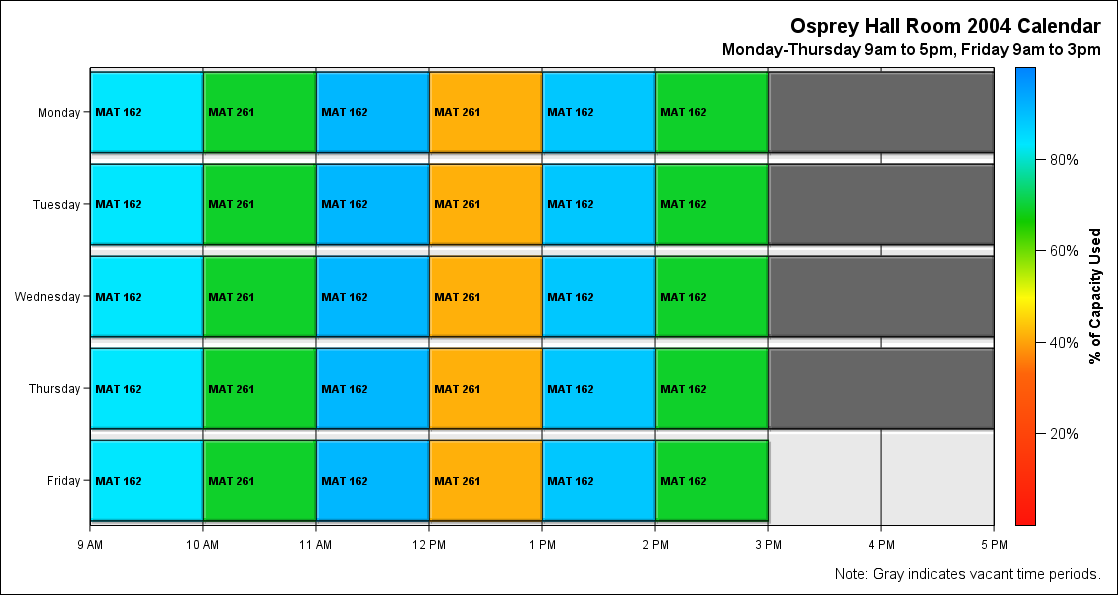 Osprey Hall Room 2004 Calendar
Monday-Thursday 9am to 5pm, Friday 9am to 3pm
Monday MAT 162 MAT 261 MAT 162 MAT 261 MAT 162 MAT 162
Tuesday MAT 162 MAT 261 MAT 162 MAT 261 MAT 162 MAT 162
Wednesday MAT 162 MAT 261 MAT 162 MAT 261 MAT 162 MAT 162
Thursday MAT 162 MAT 261 MAT 162 MAT 261 MAT 162 MAT 162
Friday MAT 162 MAT 261 MAT 162 MAT 261 MAT 162 MAT 162
9 AM 10 AM 11 AM 12 PM 1 PM 2 PM 3 PM 4 PM 5 PM
80%
60%
40%
20%
% of Capacity Used
Note: Gray indicates vacant time periods.